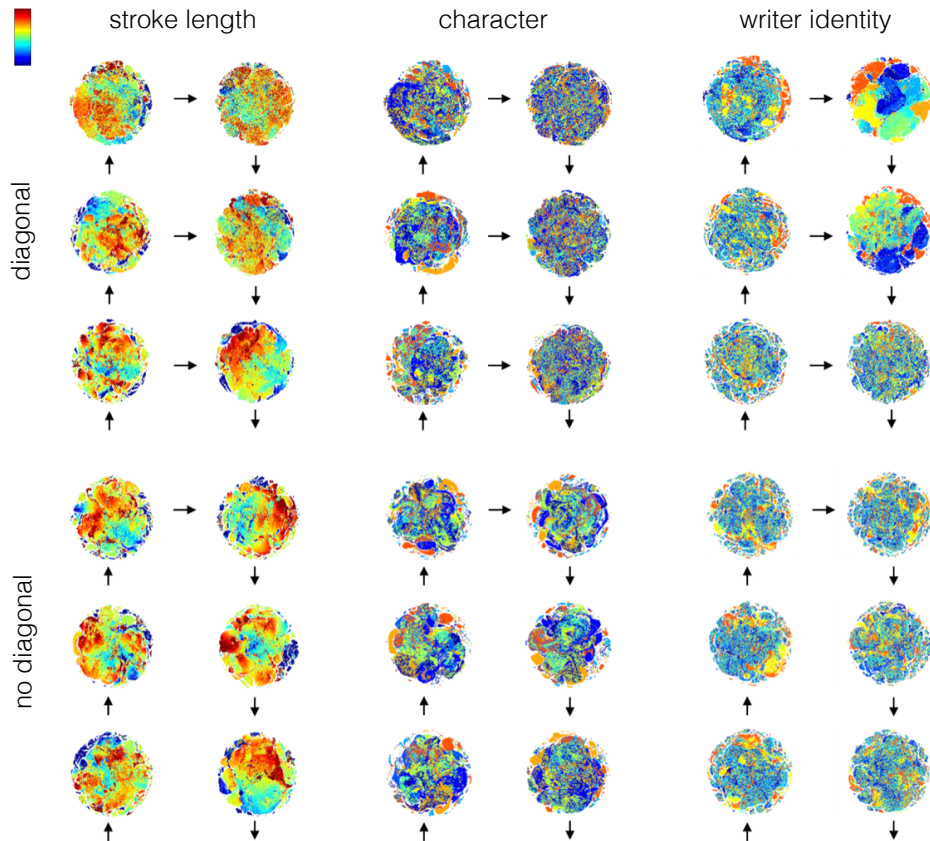 stroke length
character
writer identity
diagonal
no diagonal